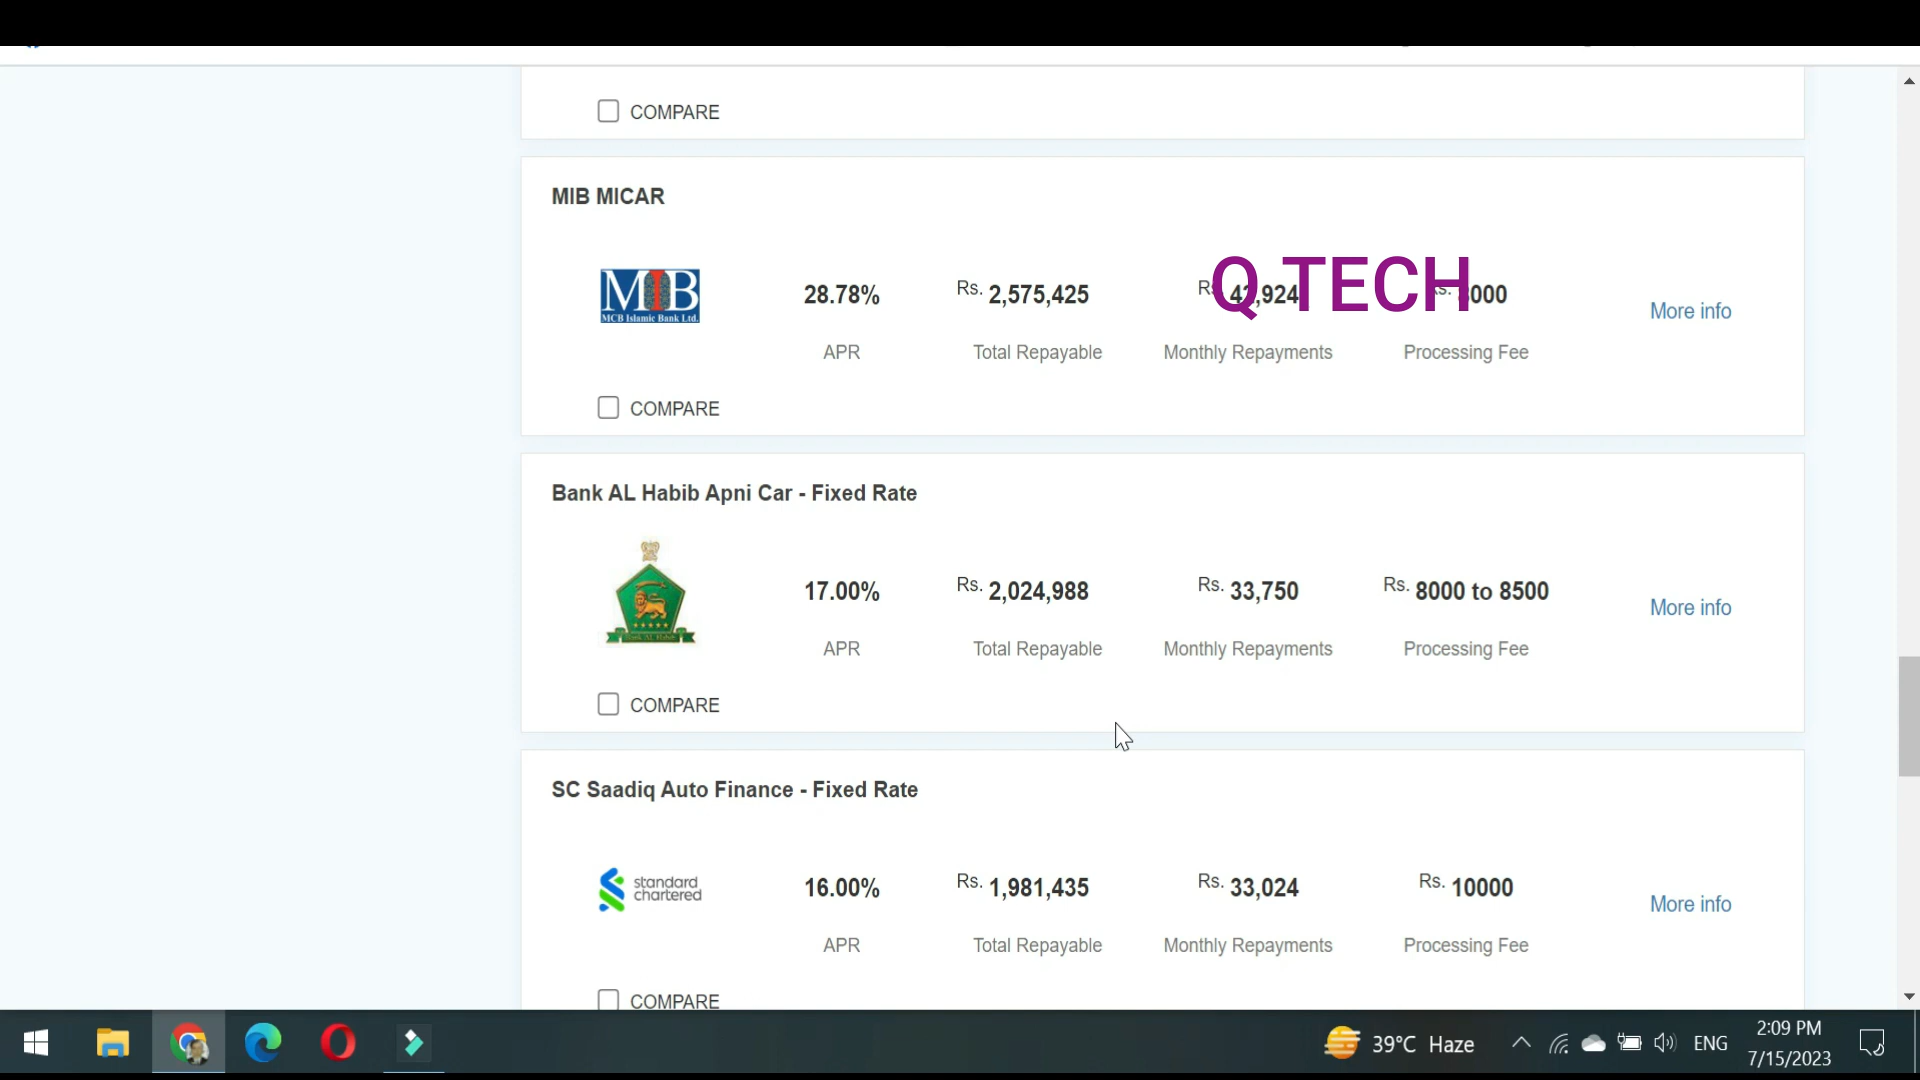 COMPARE
MIB MICAR
Q TECH
MIB
MCB Islamic Bank Ltd.
28.78% Rs. 2,575,425
APR Total Repayable Monthly Repayments Processing Fee
More info
COMPARE
Bank AL Habib Apni Car - Fixed Rate
Bank AL Habib
17.00% Rs. 2,024,988 Rs. 33,750 Rs. 8000 to 8500
APR Total Repayable Monthly Repayments Processing Fee
More info
COMPARE
SC Saadiq Auto Finance - Fixed Rate
standard
chartered
16.00% Rs. 1,981,435 Rs. 33,024 Rs. 10000
APR Total Repayable Monthly Repayments Processing Fee
More info
COMPARE
39°C Haze ENG
2:09 PM
7/15/2023